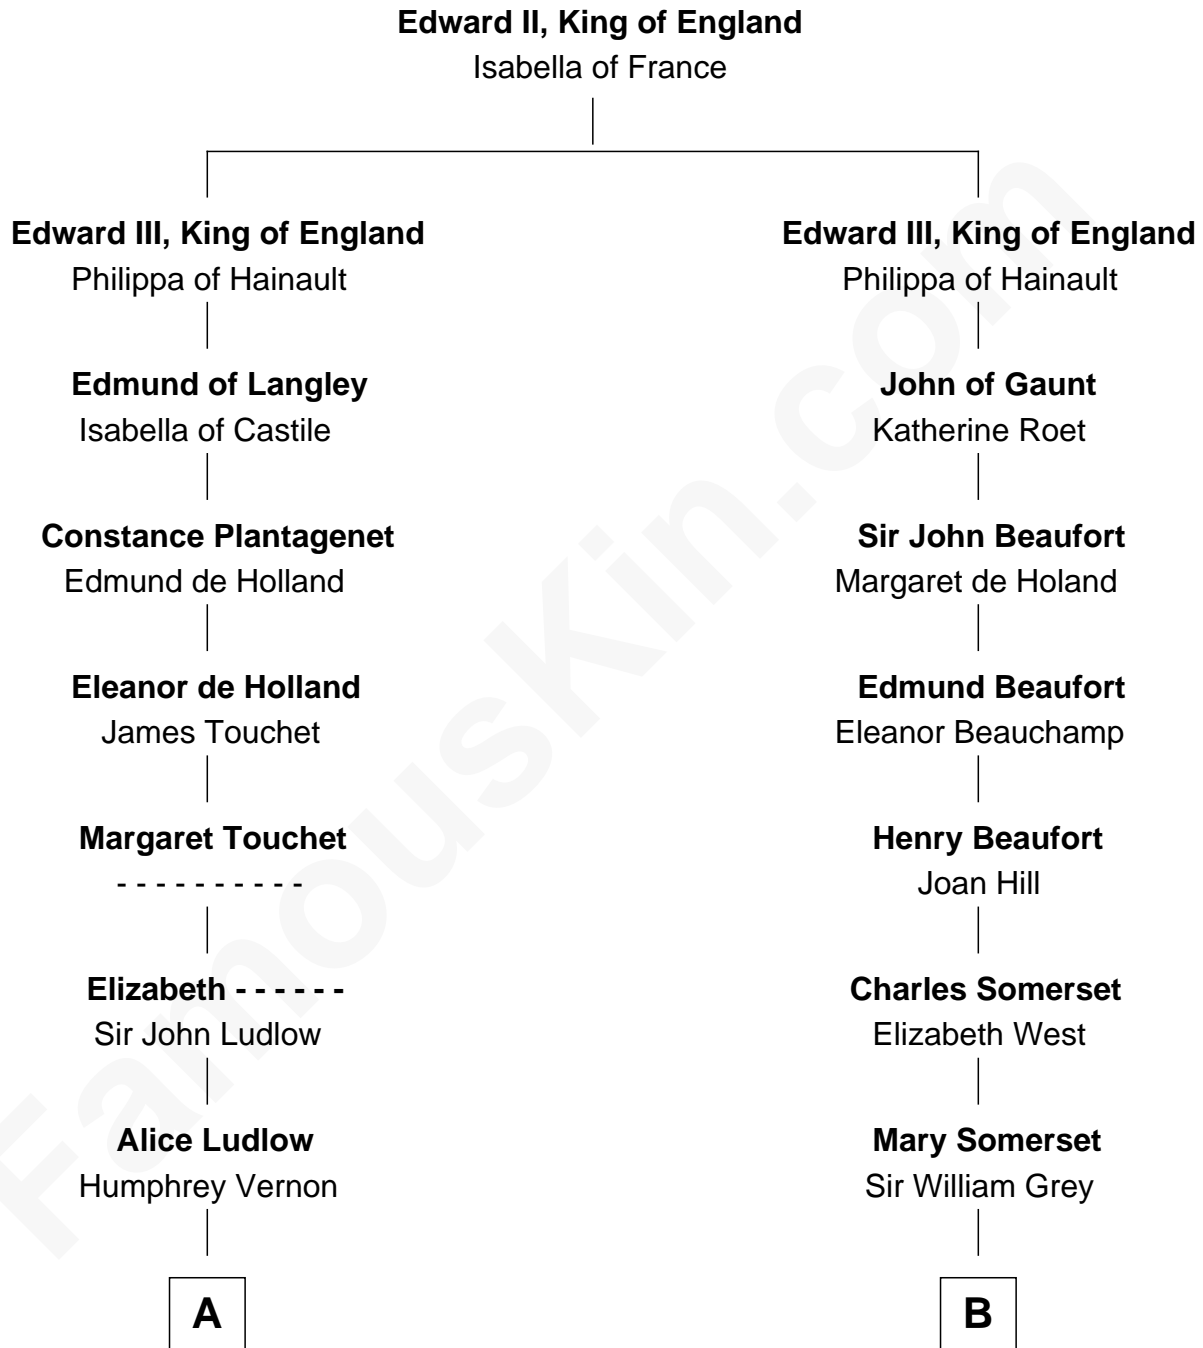 Edward II, King of England
Isabella of France
Edward III, King of England
Philippa of Hainault
Edmund of Langley
Isabella of Castile
Constance Plantagenet
Edmund de Holland
Eleanor de Holland
James Touchet
Margaret Touchet
- - - - - - - - - -
Elizabeth - - - - - -
Sir John Ludlow
Alice Ludlow
Humphrey Vernon
A
Edward III, King of England
Philippa of Hainault
John of Gaunt
Katherine Roet
Sir John Beaufort
Margaret de Holand
Edmund Beaufort
Eleanor Beauchamp
Henry Beaufort
Joan Hill
Charles Somerset
Elizabeth West
Mary Somerset
Sir William Grey
B
FamousKin.com